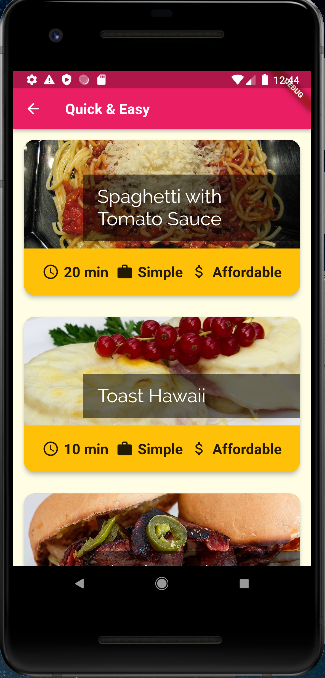 12:44
DEBUG
Quick & Easy
Spaghetti with
Tomato Sauce
20 min Simple $ Affordable
Toast Hawaii
10 min Simple $ Affordable